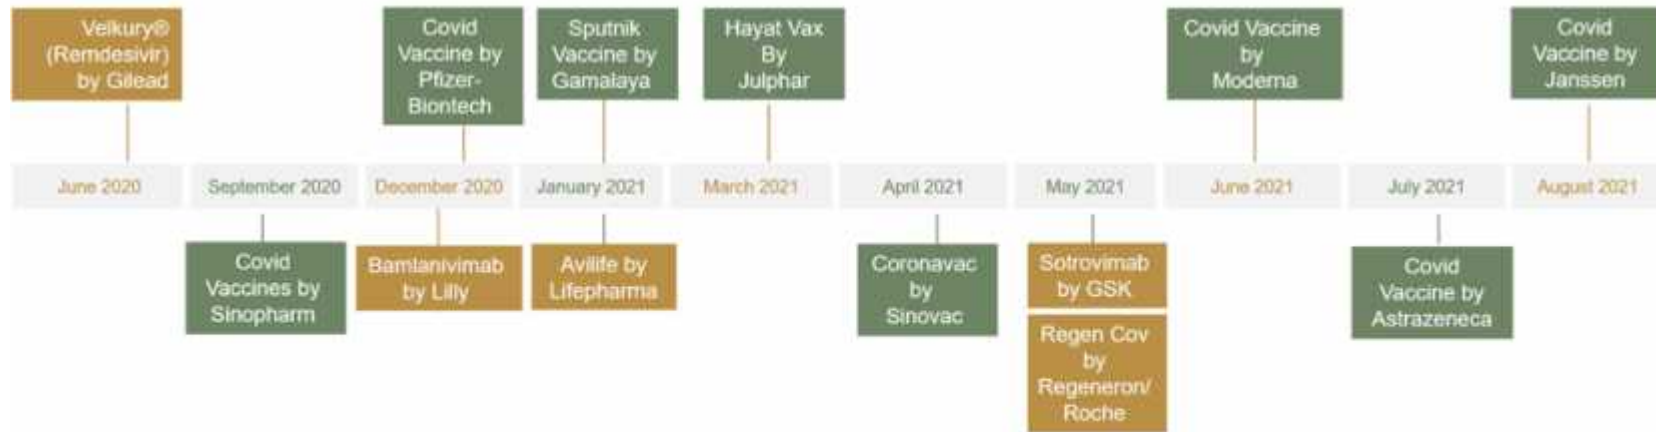 Velkury®
(Remdesivir)
by Gilead
Covid
Vaccine by
Pfizer-
Biontech
Sputnik
Vaccine by
Gamalaya
Hayat Vax
By
Julphar
Covid Vaccine
by
Moderna
Covid
Vaccine by
Janssen
June 2020
September 2020
December 2020
January 2021
March 2021
April 2021
May 2021
June 2021
July 2021
August 2021
Covid
Vaccines by
Sinopharm
Bamlanivimab
by Lilly
Avilife by
Lifepharma
Coronavac
by
Sinovac
Sotrovimab
by GSK
Regen Cov
by
Regeneron/
Roche
Covid
Vaccine by
Astrazeneca